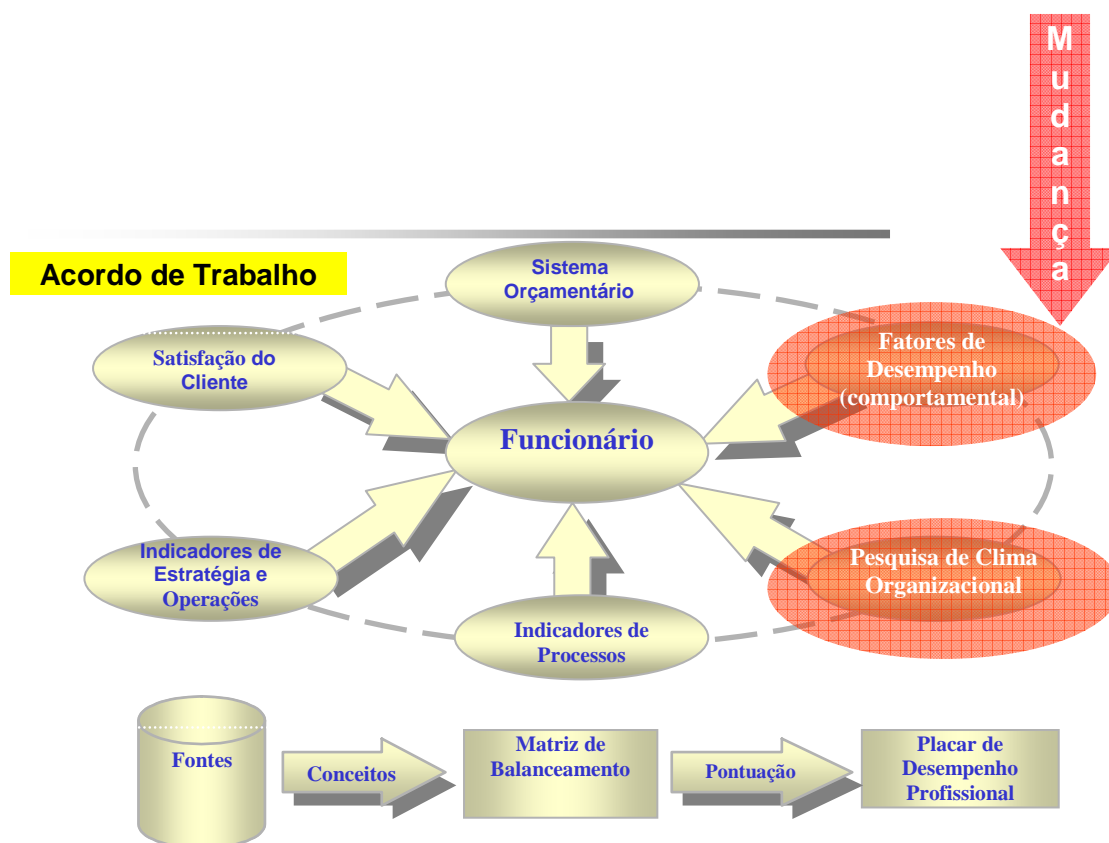 Mudança
Acordo de Trabalho
Sistema
Orçamentário
Satisfação do
Cliente
Fatores de
Desempenho
(comportamental)
Funcionário
Indicadores de
Estratégia e
Operações
Pesquisa de Clima
Organizacional
Indicadores de
Processos
Fontes
Conceitos
Matriz de
Balanceamento
Pontuação
Placar de
Desempenho
Profissional